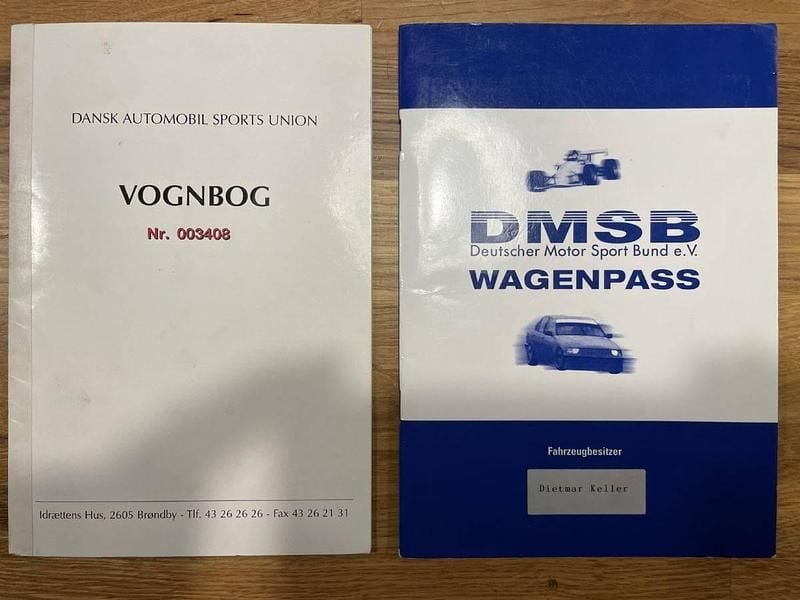 DANSK AUTOMOBIL SPORTS UNION
VOGNBOG
Nr. 003408
Idrættens Hus, 2605 Brøndby - Tlf. 43 26 26 26 - Fax 43 26 21 31
DMSB
Deutscher Motor Sport Bund e.V.
WAGENPASS
Fahrzeugbesitzer
Dietmar Keller